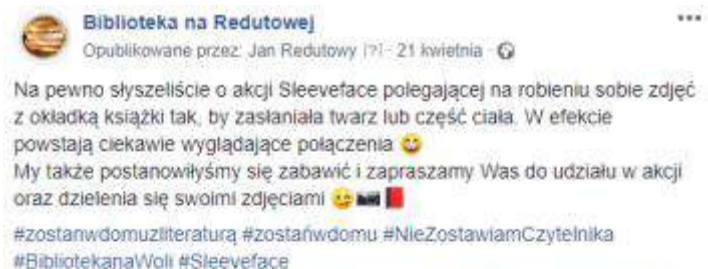 Biblioteka na Redutowej
Opublikowane przez: Jan Redutowy [?] · 21 kwietnia ·
Na pewno słyszeliście o akcji Sleeveface polegającej na robieniu sobie zdjęć
z okładką książki tak, by zasłaniała twarz lub część ciała. W efekcie
powstają ciekawie wyglądające połączenia 😀
My także postanowiłyśmy się zabawić i zapraszamy Was do udziału w akcji
oraz dzielenia się swoimi zdjęciami 😉📷📕
#zostanwdomuzliteraturą #zostańwdomu #NieZostawiamCzytelnika
#BibliotekanaWoli #Sleeveface